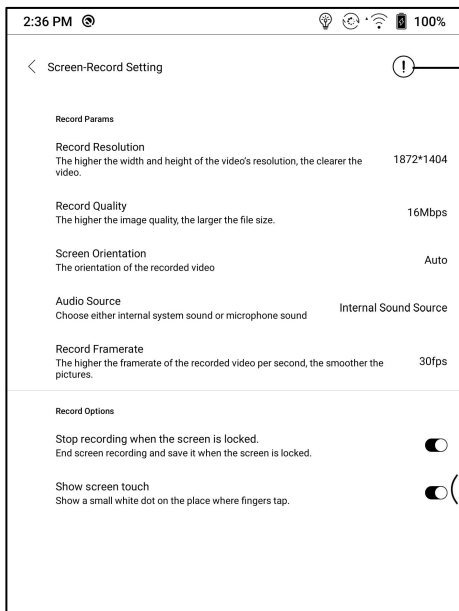 2:36 PM 100%
Screen-Record Setting
Record Params
Record Resolution
The higher the width and height of the video's resolution, the clearer the
video.
1872*1404
Record Quality
The higher the image quality, the larger the file size.
16Mbps
Screen Orientation
The orientation of the recorded video
Auto
Audio Source
Choose either internal system sound or microphone sound
Internal Sound Source
Record Framerate
The higher the framerate of the recorded video per second, the smoother the
pictures.
30fps
Record Options
Stop recording when the screen is locked.
End screen recording and save it when the screen is locked.
Show screen touch
Show a small white dot on the place where fingers tap.